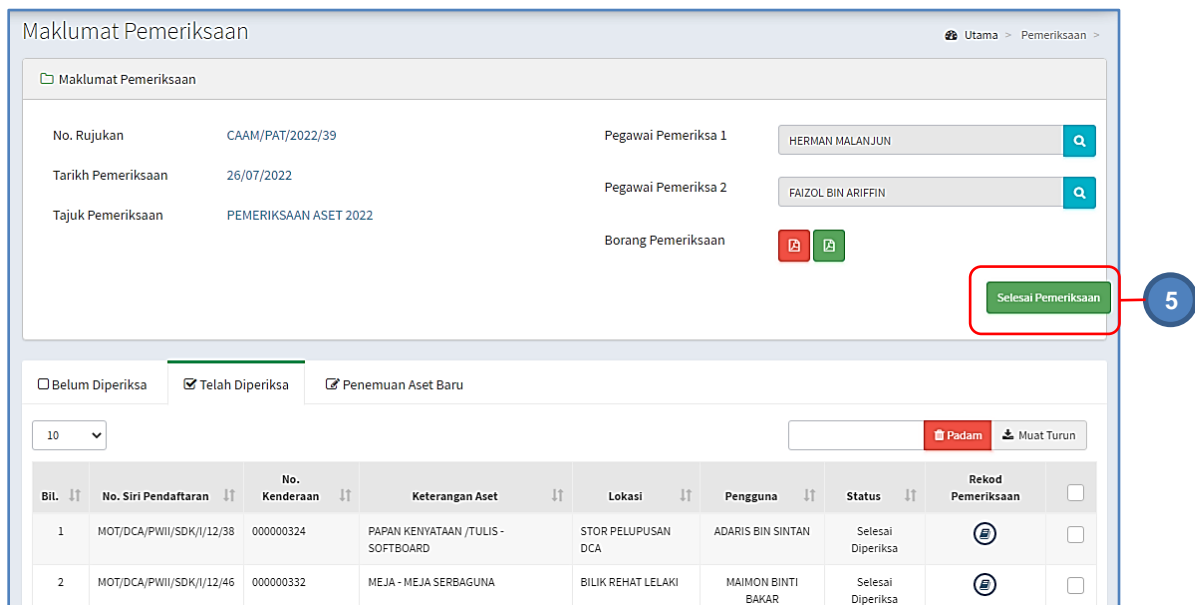 Maklumat Pemeriksaan
Utama > Pemeriksaan >
Maklumat Pemeriksaan
No. Rujukan CAAM/PAT/2022/39
Pegawai Pemeriksa 1 HERMAN MALANJUN
Tarikh Pemeriksaan 26/07/2022
Pegawai Pemeriksa 2 FAIZOL BIN ARIFFIN
Tajuk Pemeriksaan PEMERIKSAAN ASET 2022
Borang Pemeriksaan
Selesai Pemeriksaan
5
Belum Diperiksa Telah Diperiksa Penemuan Aset Baru
10 Padam Muat Turun
Bil. No. Siri Pendaftaran No. Kenderaan Keterangan Aset Lokasi Pengguna Status Rekod Pemeriksaan
1 MOT/DCA/PWII/SDK/I/12/38 000000324 PAPAN KENYATAAN /TULIS - SOFTBOARD STOR PELUPUSAN DCA ADARIS BIN SINTAN Selesai Diperiksa
2 MOT/DCA/PWII/SDK/I/12/46 000000332 MEJA - MEJA SERBAGUNA BILIK REHAT LELAKI MAIMON BINTI BAKAR Selesai Diperiksa